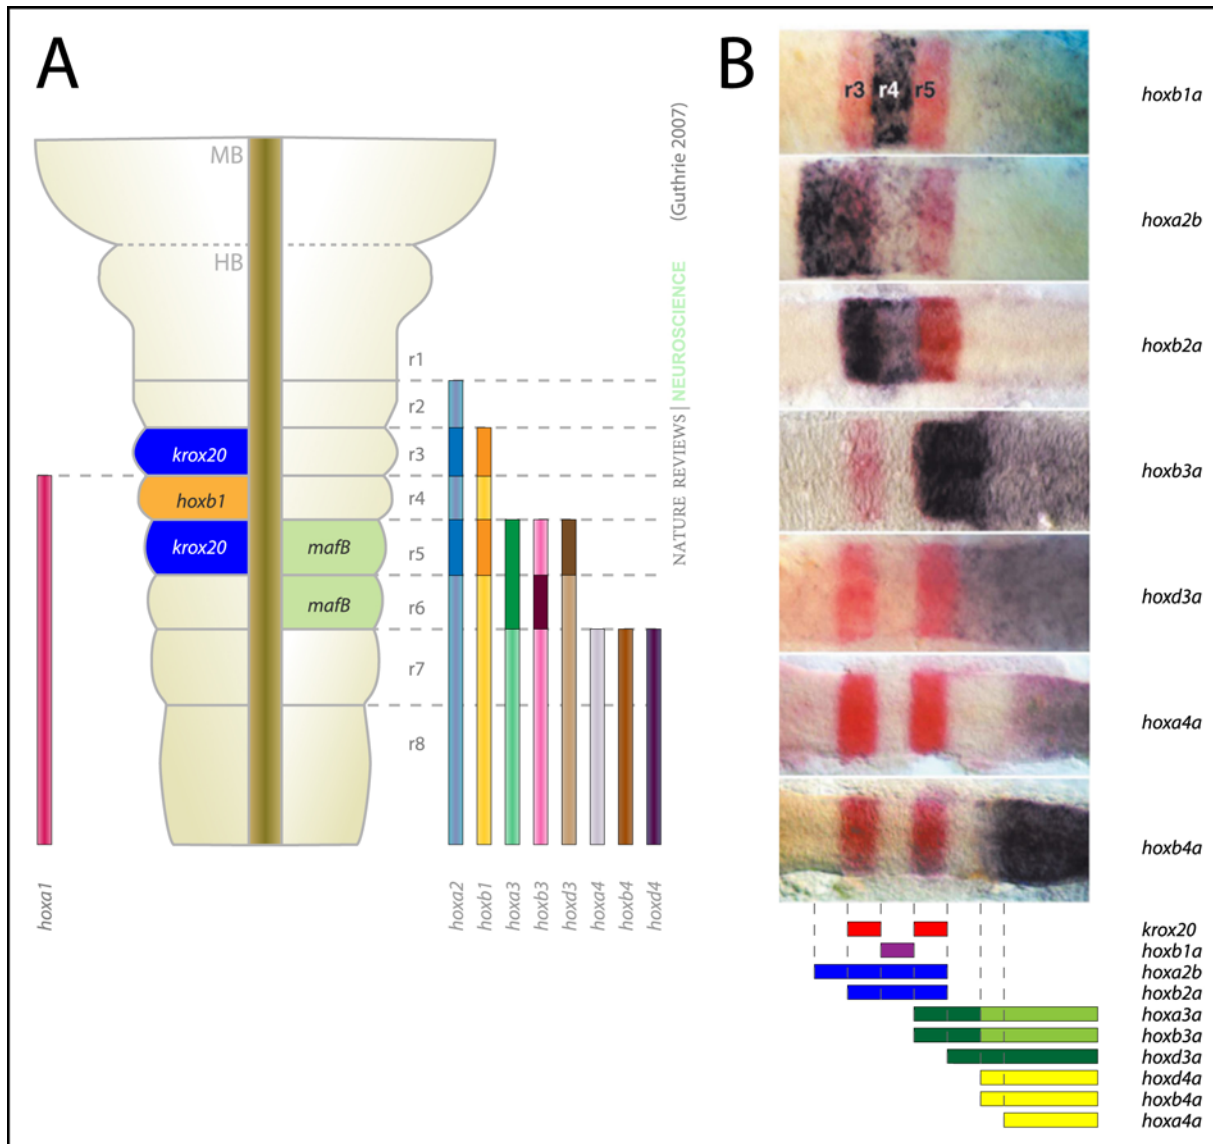 A
MB
HB
r1
r2
krox20
r3
hoxb1
r4
krox20
mafB
r5
mafB
r6
r7
r8
hoxa1
hoxa2
hoxb1
hoxa3
hoxb3
hoxd3
hoxa4
hoxb4
hoxd4
NATURE REVIEWS | NEUROSCIENCE (Guthrie 2007)
B
r3 r4 r5
hoxb1a
hoxa2b
hoxb2a
hoxb3a
hoxd3a
hoxa4a
hoxb4a
krox20
hoxb1a
hoxa2b
hoxb2a
hoxa3a
hoxb3a
hoxd3a
hoxd4a
hoxb4a
hoxa4a